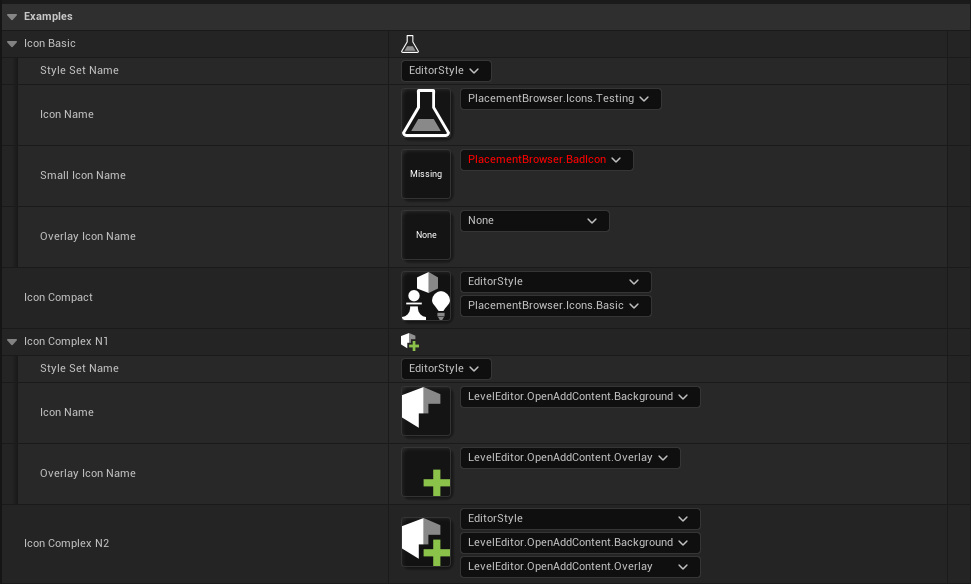 Examples
Icon Basic
Style Set Name
EditorStyle
Icon Name
PlacementBrowser.Icons.Testing
Small Icon Name
Missing
PlacementBrowser.BadIcon
Overlay Icon Name
None
None
Icon Compact
EditorStyle
PlacementBrowser.Icons.Basic
Icon Complex N1
Style Set Name
EditorStyle
Icon Name
LevelEditor.OpenAddContent.Background
Overlay Icon Name
LevelEditor.OpenAddContent.Overlay
Icon Complex N2
EditorStyle
LevelEditor.OpenAddContent.Background
LevelEditor.OpenAddContent.Overlay